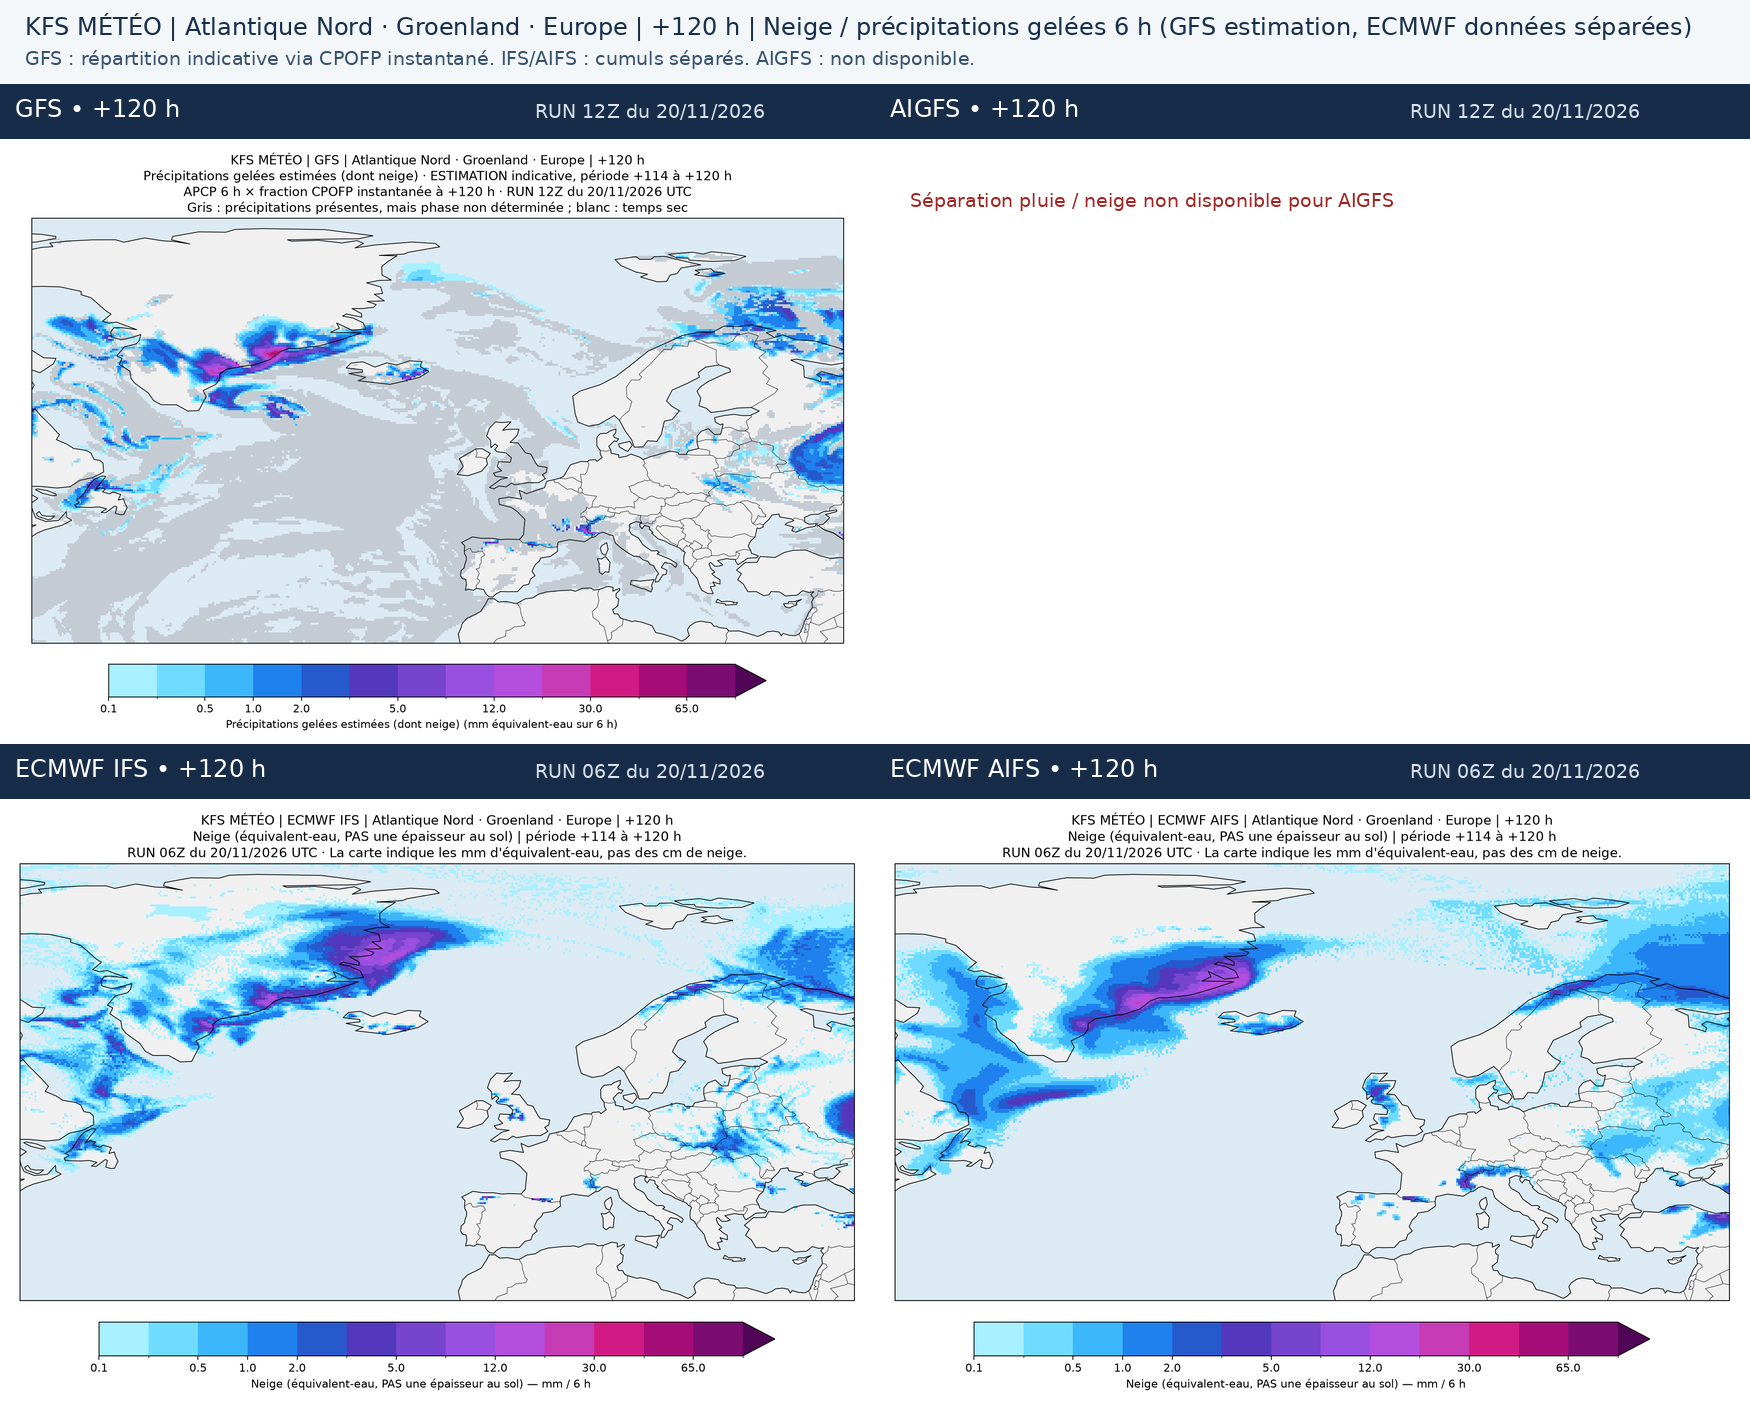 KFS MÉTÉO | Atlantique Nord · Groenland · Europe | +120 h | Neige / précipitations gelées 6 h (GFS estimation, ECMWF données séparées)
GFS : répartition indicative via CPOFP instantané. IFS/AIFS : cumuls séparés. AIGFS : non disponible.
GFS • +120 h
RUN 12Z du 20/11/2026
AIGFS • +120 h
RUN 12Z du 20/11/2026
KFS MÉTÉO | GFS | Atlantique Nord · Groenland · Europe | +120 h
Précipitations gelées estimées (dont neige) · ESTIMATION indicative, période +114 à +120 h
APCP 6 h × fraction CPOFP instantanée à +120 h · RUN 12Z du 20/11/2026 UTC
Gris : précipitations présentes, mais phase non déterminée ; blanc : temps sec
Séparation pluie / neige non disponible pour AIGFS
0.1 0.5 1.0 2.0 5.0 12.0 30.0 65.0
Précipitations gelées estimées (dont neige) (mm équivalent-eau sur 6 h)
ECMWF IFS • +120 h
RUN 06Z du 20/11/2026
ECMWF AIFS • +120 h
RUN 06Z du 20/11/2026
KFS MÉTÉO | ECMWF IFS | Atlantique Nord · Groenland · Europe | +120 h
Neige (équivalent-eau, PAS une épaisseur au sol) | période +114 à +120 h
RUN 06Z du 20/11/2026 UTC · La carte indique les mm d'équivalent-eau, pas des cm de neige.
KFS MÉTÉO | ECMWF AIFS | Atlantique Nord · Groenland · Europe | +120 h
Neige (équivalent-eau, PAS une épaisseur au sol) | période +114 à +120 h
RUN 06Z du 20/11/2026 UTC · La carte indique les mm d'équivalent-eau, pas des cm de neige.
0.1 0.5 1.0 2.0 5.0 12.0 30.0 65.0
Neige (équivalent-eau, PAS une épaisseur au sol) — mm / 6 h
0.1 0.5 1.0 2.0 5.0 12.0 30.0 65.0
Neige (équivalent-eau, PAS une épaisseur au sol) — mm / 6 h